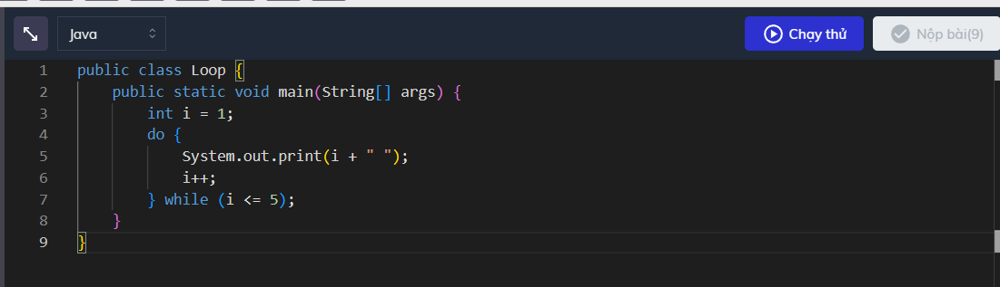 Java
Chạy thử
Nộp bài(9)
1 public class Loop {
2     public static void main(String[] args) {
3         int i = 1;
4         do {
5             System.out.print(i + " ");
6             i++;
7         } while (i <= 5);
8     }
9 }